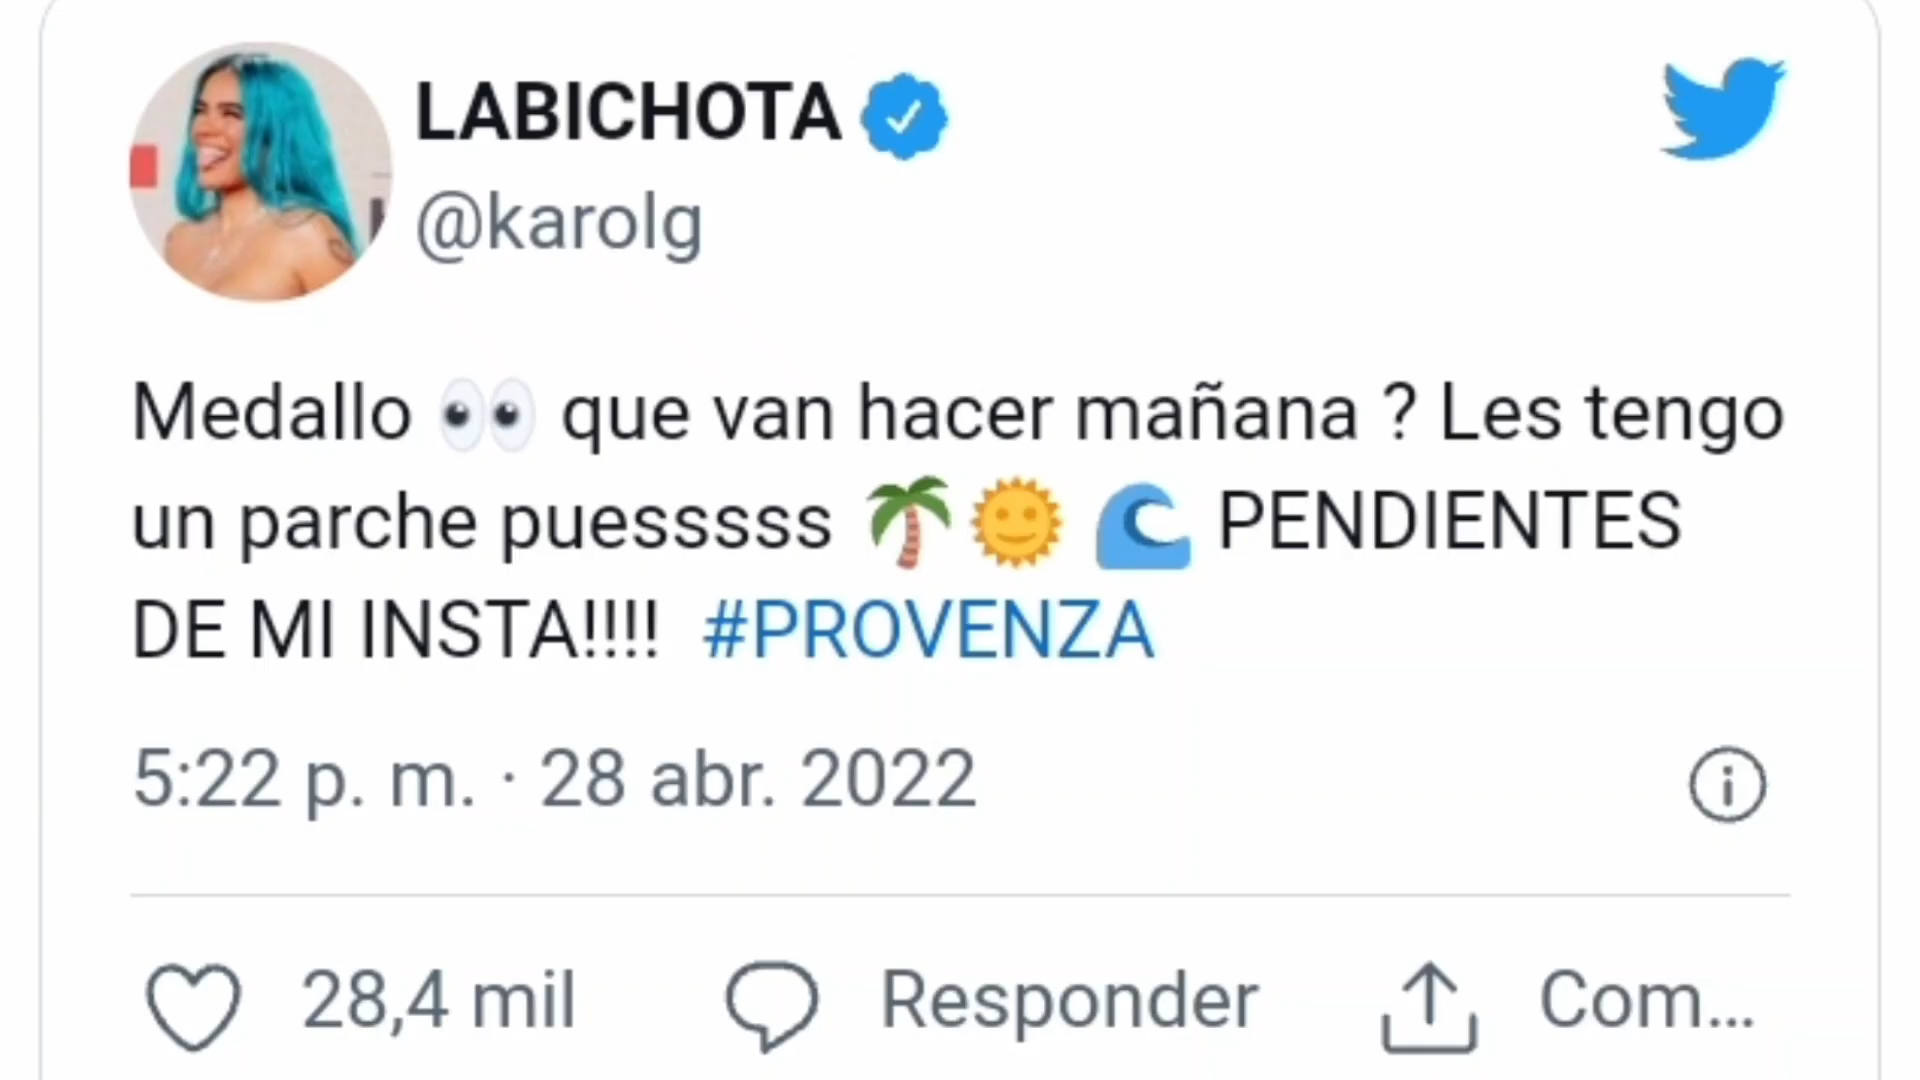 LABICHOTA
@karolg
Medallo 👀 que van hacer mañana ? Les tengo
un parche puesssss 🌴🌞 🌊 PENDIENTES
DE MI INSTA!!!! #PROVENZA
5:22 p. m. · 28 abr. 2022
28,4 mil Responder Com...